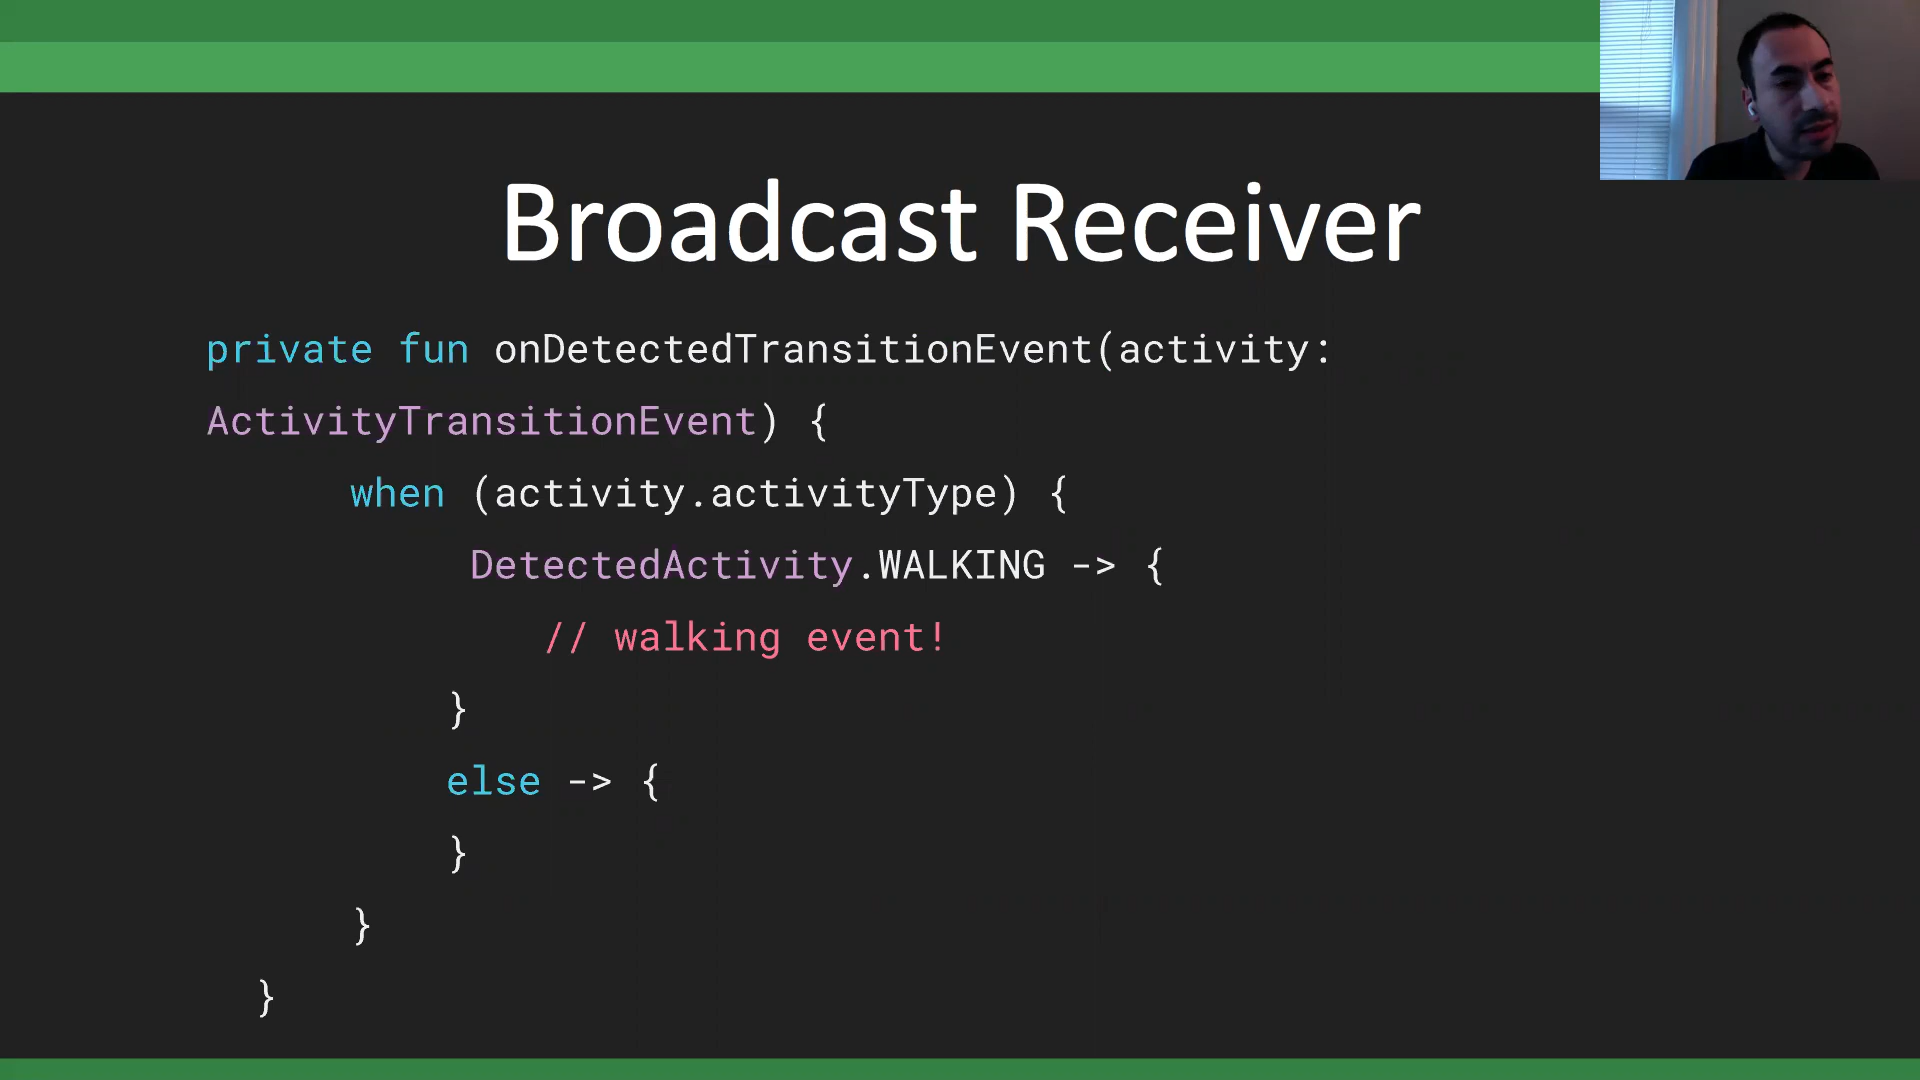 Broadcast Receiver
private fun onDetectedTransitionEvent(activity:
ActivityTransitionEvent) {
when (activity.activityType) {
DetectedActivity.WALKING -> {
// walking event!
}
else -> {
}
}
}